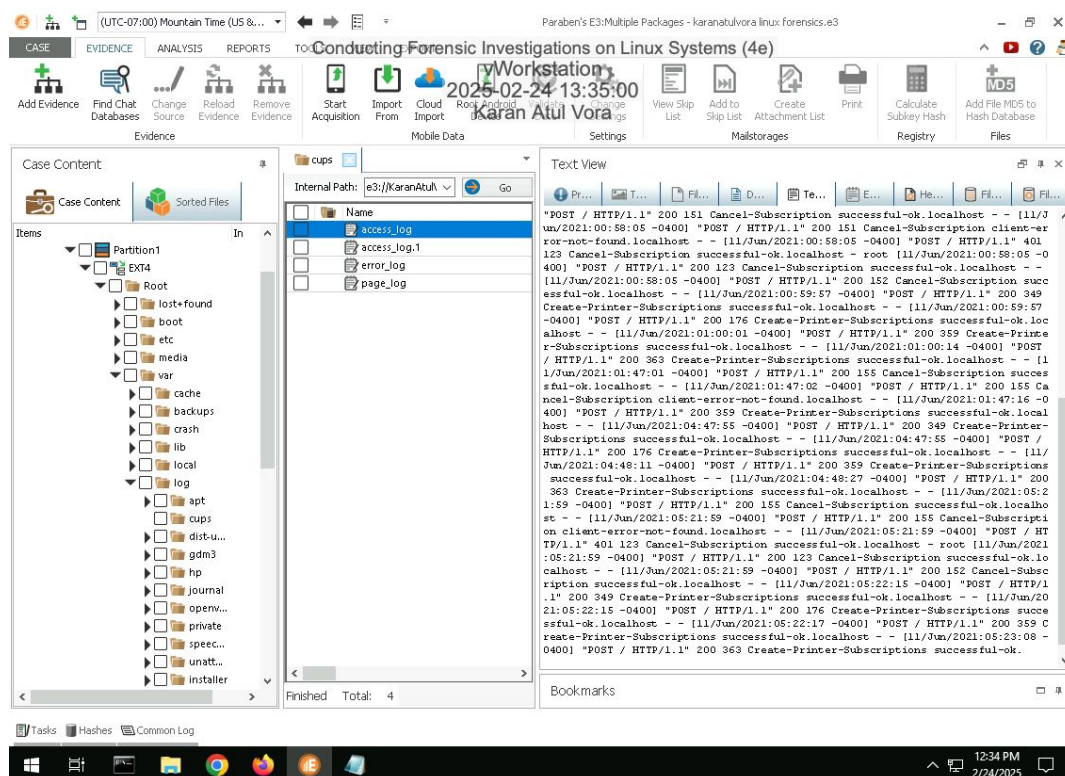 (UTC-07:00) Mountain Time (US &...
Paraben's E3:Multiple Packages - karanatulvora linux forensics.e3
CASE EVIDENCE ANALYSIS REPORTS
Conducting Forensic Investigations on Linux Systems (4e)
vWorkstation
2025-02-24 13:35:00
Karan Atul Vora
Add Evidence
Find Chat Databases
Change Source
Reload Evidence
Remove Evidence
Start Acquisition
Import From
Cloud Import
View Skip List
Add to Skip List
Create Attachment List
Print
Calculate Subkey Hash
MD5
Add File MD5 to Hash Database
Evidence
Mobile Data
Settings
Mailstorages
Registry
Files
Case Content
Case Content
Sorted Files
Items In
Partition1
EXT4
Root
lost+found
boot
etc
media
var
cache
backups
crash
lib
local
log
apt
cups
dist-u...
gdm3
hp
journal
openv...
private
speec...
unatt...
installer
cups
Internal Path: e3://KaranAtul\ Go
Name
access_log
access_log.1
error_log
page_log
Finished Total: 4
Text View
Pr... T... Fil... D... Te... E... He... Fil... Fil...
"POST / HTTP/1.1" 200 151 Cancel-Subscription successful-ok.localhost - - [11/J
un/2021:00:58:05 -0400] "POST / HTTP/1.1" 200 151 Cancel-Subscription client-er
ror-not-found.localhost - - [11/Jun/2021:00:58:05 -0400] "POST / HTTP/1.1" 401
123 Cancel-Subscription successful-ok.localhost - root [11/Jun/2021:00:58:05 -0
400] "POST / HTTP/1.1" 200 123 Cancel-Subscription successful-ok.localhost - -
[11/Jun/2021:00:58:05 -0400] "POST / HTTP/1.1" 200 152 Cancel-Subscription succ
essful-ok.localhost - - [11/Jun/2021:00:59:57 -0400] "POST / HTTP/1.1" 200 349
Create-Printer-Subscriptions successful-ok.localhost - - [11/Jun/2021:00:59:57
-0400] "POST / HTTP/1.1" 200 176 Create-Printer-Subscriptions successful-ok.loc
alhost - - [11/Jun/2021:01:00:01 -0400] "POST / HTTP/1.1" 200 359 Create-Printe
r-Subscriptions successful-ok.localhost - - [11/Jun/2021:01:00:14 -0400] "POST
/ HTTP/1.1" 200 363 Create-Printer-Subscriptions successful-ok.localhost - - [1
1/Jun/2021:01:47:01 -0400] "POST / HTTP/1.1" 200 155 Cancel-Subscription succes
sful-ok.localhost - - [11/Jun/2021:01:47:02 -0400] "POST / HTTP/1.1" 200 155 Ca
ncel-Subscription client-error-not-found.localhost - - [11/Jun/2021:01:47:16 -0
400] "POST / HTTP/1.1" 200 359 Create-Printer-Subscriptions successful-ok.local
host - - [11/Jun/2021:04:47:55 -0400] "POST / HTTP/1.1" 200 349 Create-Printer-
Subscriptions successful-ok.localhost - - [11/Jun/2021:04:47:55 -0400] "POST /
HTTP/1.1" 200 176 Create-Printer-Subscriptions successful-ok.localhost - - [11/
Jun/2021:04:48:11 -0400] "POST / HTTP/1.1" 200 359 Create-Printer-Subscriptions
successful-ok.localhost - - [11/Jun/2021:04:48:27 -0400] "POST / HTTP/1.1" 200
363 Create-Printer-Subscriptions successful-ok.localhost - - [11/Jun/2021:05:2
1:59 -0400] "POST / HTTP/1.1" 200 155 Cancel-Subscription successful-ok.localho
st - - [11/Jun/2021:05:21:59 -0400] "POST / HTTP/1.1" 200 155 Cancel-Subscripti
on client-error-not-found.localhost - - [11/Jun/2021:05:21:59 -0400] "POST / HT
TP/1.1" 401 123 Cancel-Subscription successful-ok.localhost - root [11/Jun/2021
:05:21:59 -0400] "POST / HTTP/1.1" 200 123 Cancel-Subscription successful-ok.lo
calhost - - [11/Jun/2021:05:21:59 -0400] "POST / HTTP/1.1" 200 152 Cancel-Subsc
ription successful-ok.localhost - - [11/Jun/2021:05:22:15 -0400] "POST / HTTP/1
.1" 200 349 Create-Printer-Subscriptions successful-ok.localhost - - [11/Jun/20
21:05:22:15 -0400] "POST / HTTP/1.1" 200 176 Create-Printer-Subscriptions succe
ssful-ok.localhost - - [11/Jun/2021:05:22:17 -0400] "POST / HTTP/1.1" 200 359 C
reate-Printer-Subscriptions successful-ok.localhost - - [11/Jun/2021:05:23:08 -
0400] "POST / HTTP/1.1" 200 363 Create-Printer-Subscriptions successful-ok.
Bookmarks
Tasks Hashes Common Log
12:34 PM
2/24/2025